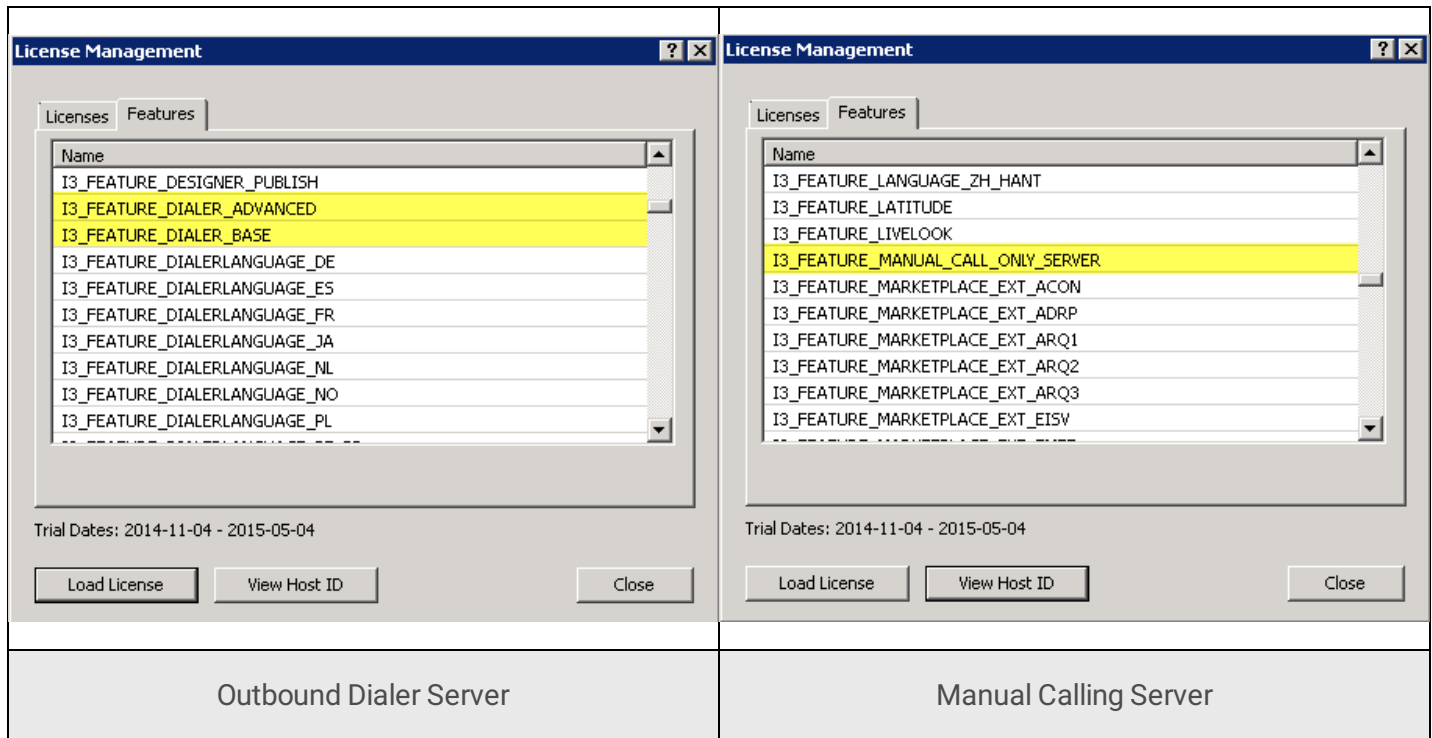 License Management
? X
Licenses Features
Name
I3_FEATURE_DESIGNER_PUBLISH
I3_FEATURE_DIALER_ADVANCED
I3_FEATURE_DIALER_BASE
I3_FEATURE_DIALERLANGUAGE_DE
I3_FEATURE_DIALERLANGUAGE_ES
I3_FEATURE_DIALERLANGUAGE_FR
I3_FEATURE_DIALERLANGUAGE_JA
I3_FEATURE_DIALERLANGUAGE_NL
I3_FEATURE_DIALERLANGUAGE_NO
I3_FEATURE_DIALERLANGUAGE_PL
Trial Dates: 2014-11-04 - 2015-05-04
Load License View Host ID Close
Outbound Dialer Server
License Management
? X
Licenses Features
Name
I3_FEATURE_LANGUAGE_ZH_HANT
I3_FEATURE_LATITUDE
I3_FEATURE_LIVELOOK
I3_FEATURE_MANUAL_CALL_ONLY_SERVER
I3_FEATURE_MARKETPLACE_EXT_ACON
I3_FEATURE_MARKETPLACE_EXT_ADRP
I3_FEATURE_MARKETPLACE_EXT_ARQ1
I3_FEATURE_MARKETPLACE_EXT_ARQ2
I3_FEATURE_MARKETPLACE_EXT_ARQ3
I3_FEATURE_MARKETPLACE_EXT_EISV
Trial Dates: 2014-11-04 - 2015-05-04
Load License View Host ID Close
Manual Calling Server